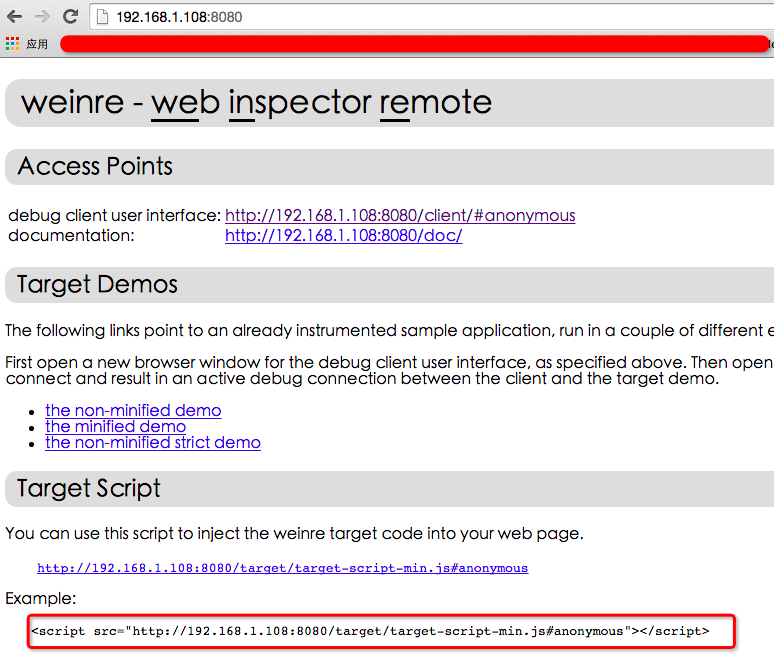 192.168.1.108:8080
应用
weinre - web inspector remote
Access Points
debug client user interface: http://192.168.1.108:8080/client/#anonymous
documentation: http://192.168.1.108:8080/doc/
Target Demos
The following links point to an already instrumented sample application, run in a couple of different
First open a new browser window for the debug client user interface, as specified above. Then open
connect and result in an active debug connection between the client and the target demo.
the non-minified demo
the minified demo
the non-minified strict demo
Target Script
You can use this script to inject the weinre target code into your web page.
http://192.168.1.108:8080/target/target-script-min.js#anonymous
Example:
<script src="http://192.168.1.108:8080/target/target-script-min.js#anonymous"></script>